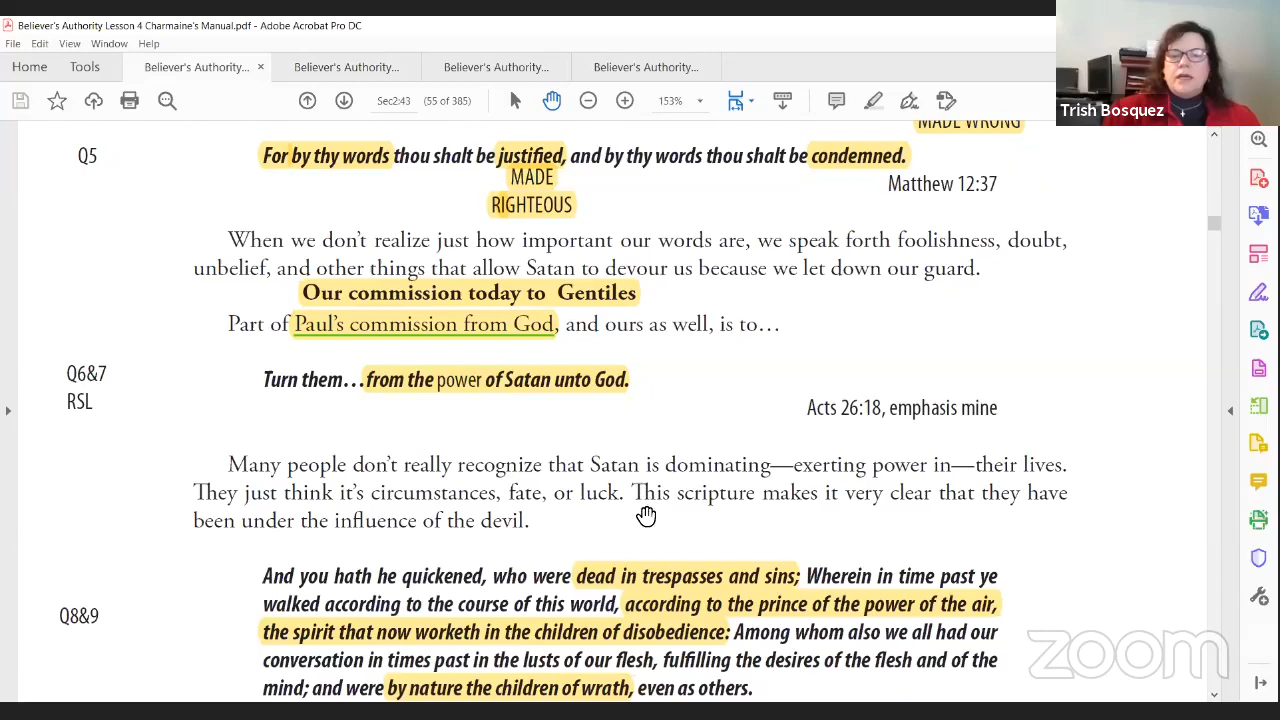 Believer's Authority Lesson 4 Charmaine's Manual.pdf - Adobe Acrobat Pro DC
File Edit View Window Help
Home Tools Believer's Authority... × Believer's Authority... Believer's Authority... Believer's Authority...
(55 of 385) 153%
Trish Bosquez
MADE WRONG
Q5 For by thy words thou shalt be justified, and by thy words thou shalt be condemned.
MADE
RIGHTEOUS
Matthew 12:37
When we don't realize just how important our words are, we speak forth foolishness, doubt,
unbelief, and other things that allow Satan to devour us because we let down our guard.
Our commission today to Gentiles
Part of Paul's commission from God, and ours as well, is to…
Q6&7
RSL
Turn them…from the power of Satan unto God.
Acts 26:18, emphasis mine
Many people don't really recognize that Satan is dominating—exerting power in—their lives.
They just think it's circumstances, fate, or luck. This scripture makes it very clear that they have
been under the influence of the devil.
And you hath he quickened, who were dead in trespasses and sins; Wherein in time past ye
walked according to the course of this world, according to the prince of the power of the air,
Q8&9 the spirit that now worketh in the children of disobedience: Among whom also we all had our
conversation in times past in the lusts of our flesh, fulfilling the desires of the flesh and of the
mind; and were by nature the children of wrath, even as others.
zoom